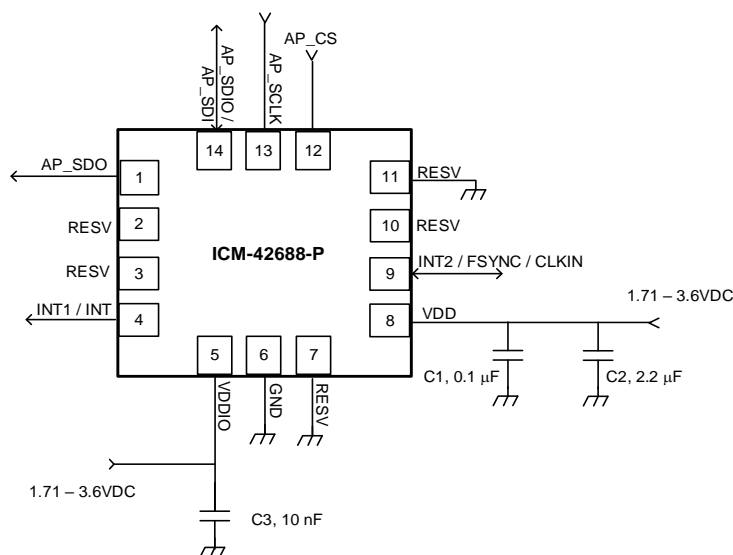 AP_SDIO /
AP_SDI
AP_SCLK
AP_CS
14
13
12
AP_SDO
1
11
RESV
RESV
2
10
RESV
ICM-42688-P
RESV
3
9
INT2 / FSYNC / CLKIN
INT1 / INT
4
8
VDD
1.71 – 3.6VDC
5
6
7
VDDIO
GND
RESV
C1, 0.1 µF
C2, 2.2 µF
1.71 – 3.6VDC
C3, 10 nF